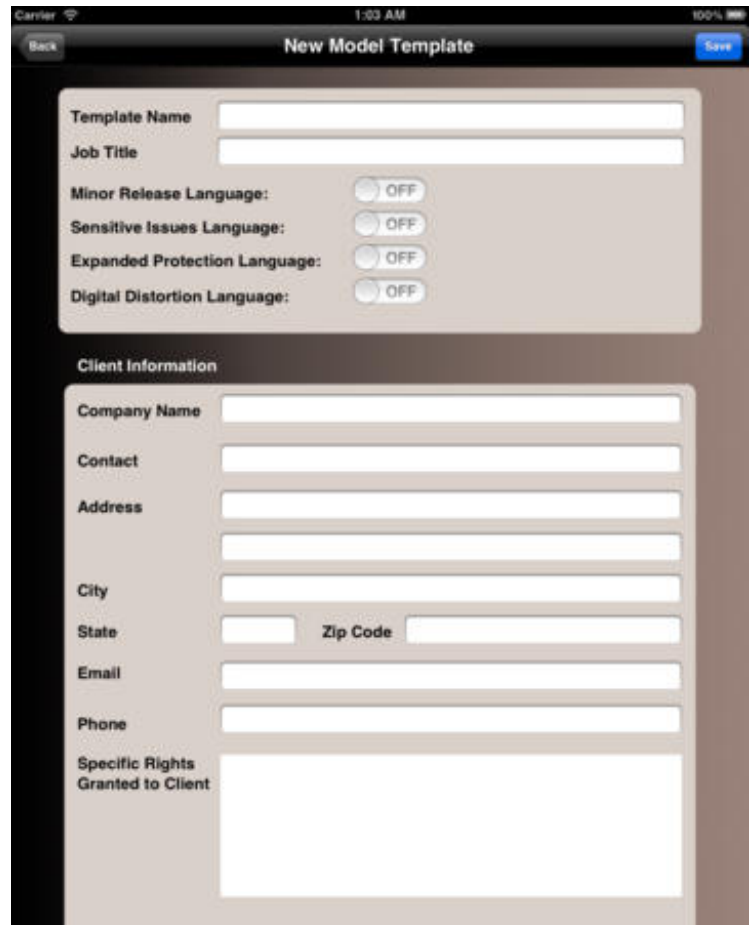 Carrier 1:03 AM 100%
Back New Model Template Save
Template Name
Job Title
Minor Release Language: OFF
Sensitive Issues Language: OFF
Expanded Protection Language: OFF
Digital Distortion Language: OFF
Client Information
Company Name
Contact
Address
City
State Zip Code
Email
Phone
Specific Rights
Granted to Client